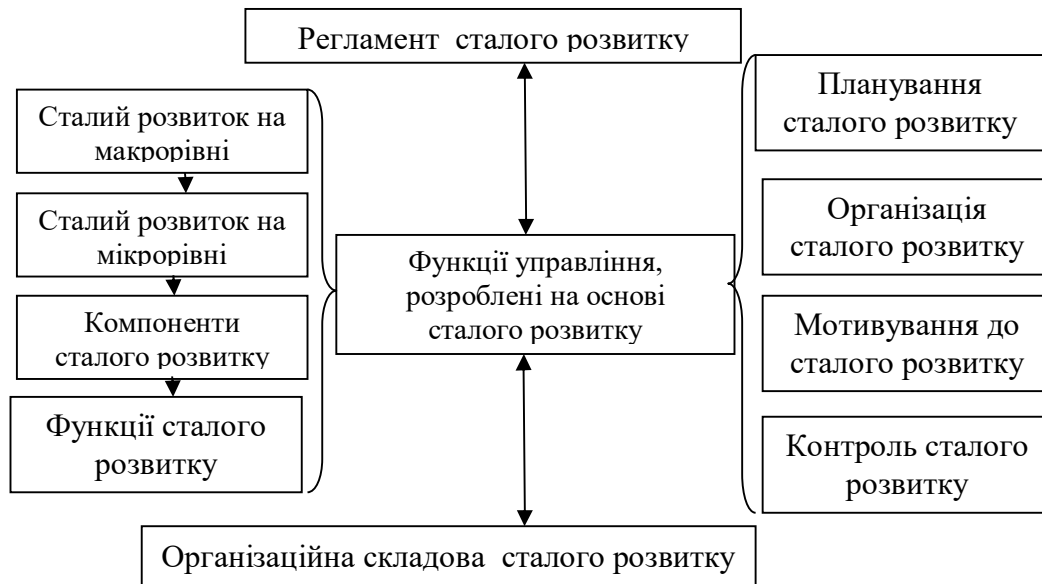 Регламент сталого розвитку
Сталий розвиток на
макрорівні
Сталий розвиток на
мікрорівні
Компоненти
сталого розвитку
Функції сталого
розвитку
Функції управління,
розроблені на основі
сталого розвитку
Планування
сталого розвитку
Організація
сталого розвитку
Мотивування до
сталого розвитку
Контроль сталого
розвитку
Організаційна складова сталого розвитку